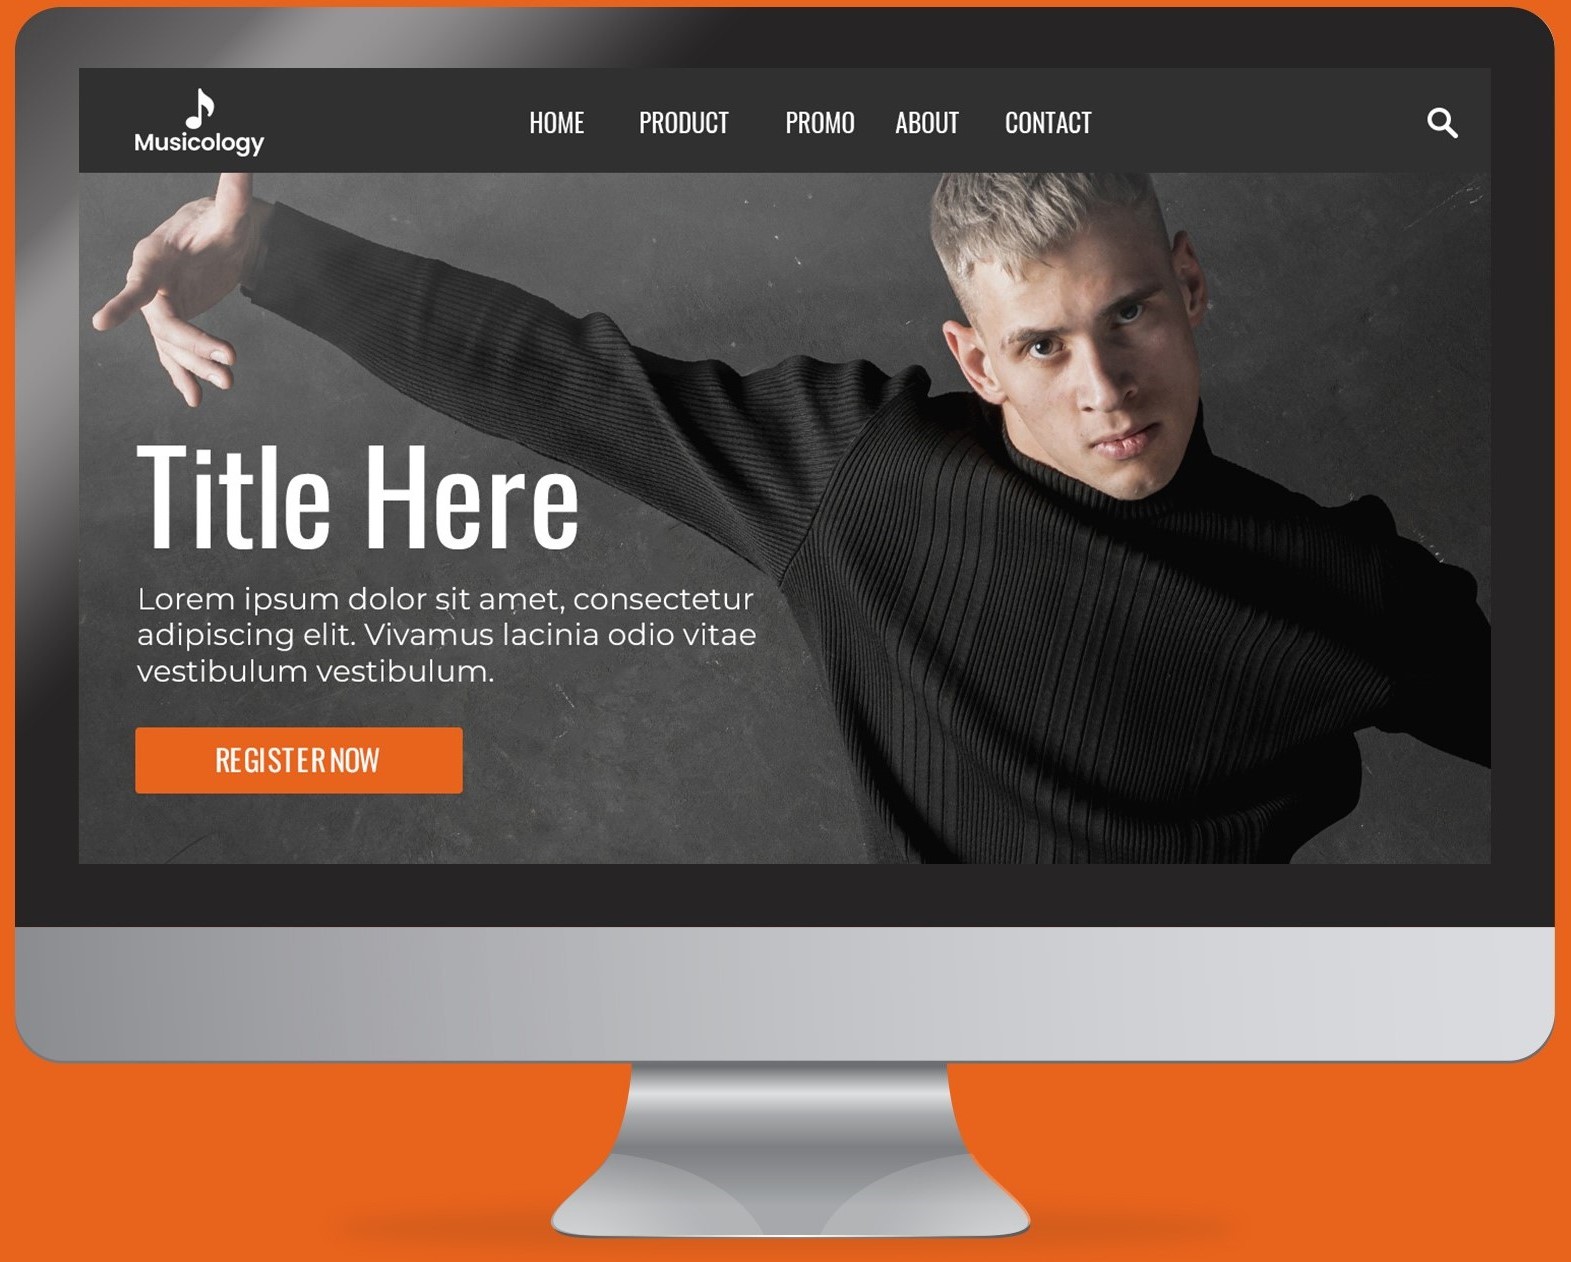 Musicology
HOME PRODUCT PROMO ABOUT CONTACT
Title Here
Lorem ipsum dolor sit amet, consectetur
adipiscing elit. Vivamus lacinia odio vitae
vestibulum vestibulum.
REGISTER NOW